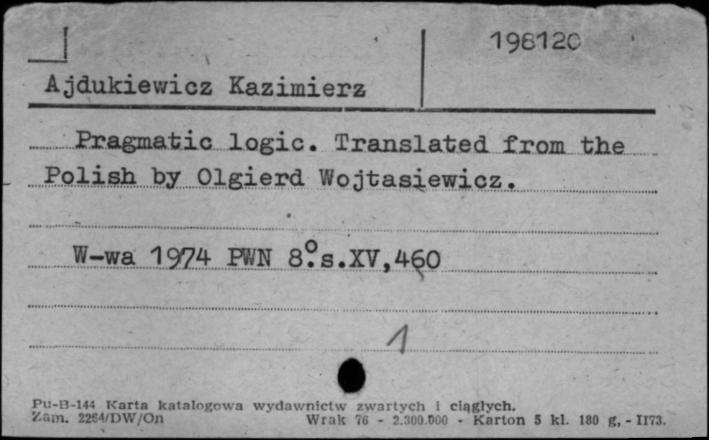 198120
Ajdukiewicz Kazimierz
Pragmatic logic. Translated from the
Polish by Olgierd Wojtasiewicz.
W-wa 1974 PWN 8°.s.XV,460
1
Pu-B-144 Karta katalogowa wydawnictw zwartych i ciągłych.
Zam. 2264/DW/On Wrak 76 - 2.300.000 - Karton 5 kl. 180 g, - I173.